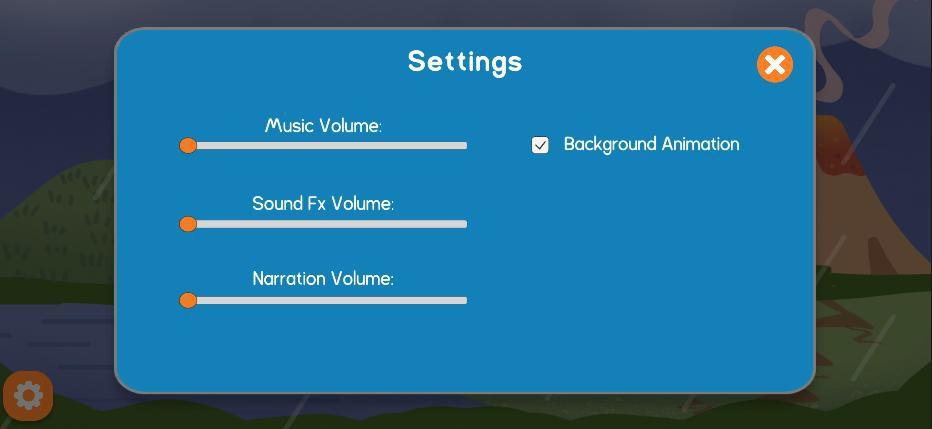 Settings
Music Volume:
Background Animation
Sound Fx Volume:
Narration Volume: